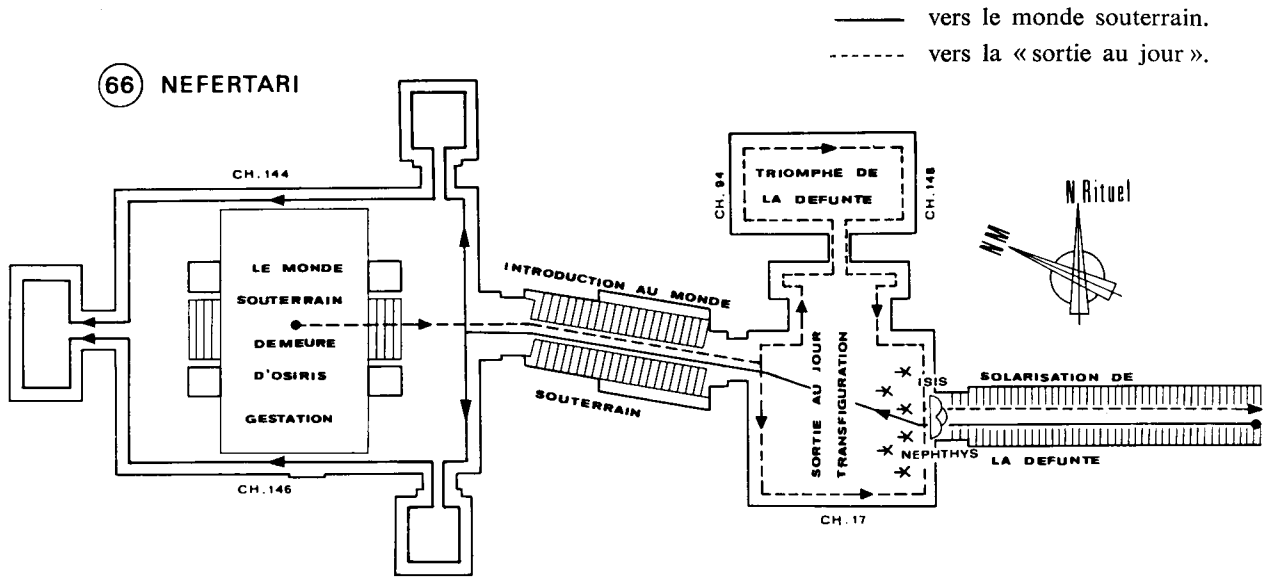 vers le monde souterrain.
vers la « sortie au jour ».
66 NEFERTARI
CH. 144
LE MONDE
SOUTERRAIN
DEMEURE
D'OSIRIS
GESTATION
CH. 146
INTRODUCTION AU MONDE
SOUTERRAIN
CH. 94
TRIOMPHE DE
LA DEFUNTE
CH. 148
SORTIE AU JOUR
TRANSFIGURATION
CH. 17
ISIS
NEPHTHYS
SOLARISATION DE
LA DEFUNTE
N Rituel
NM